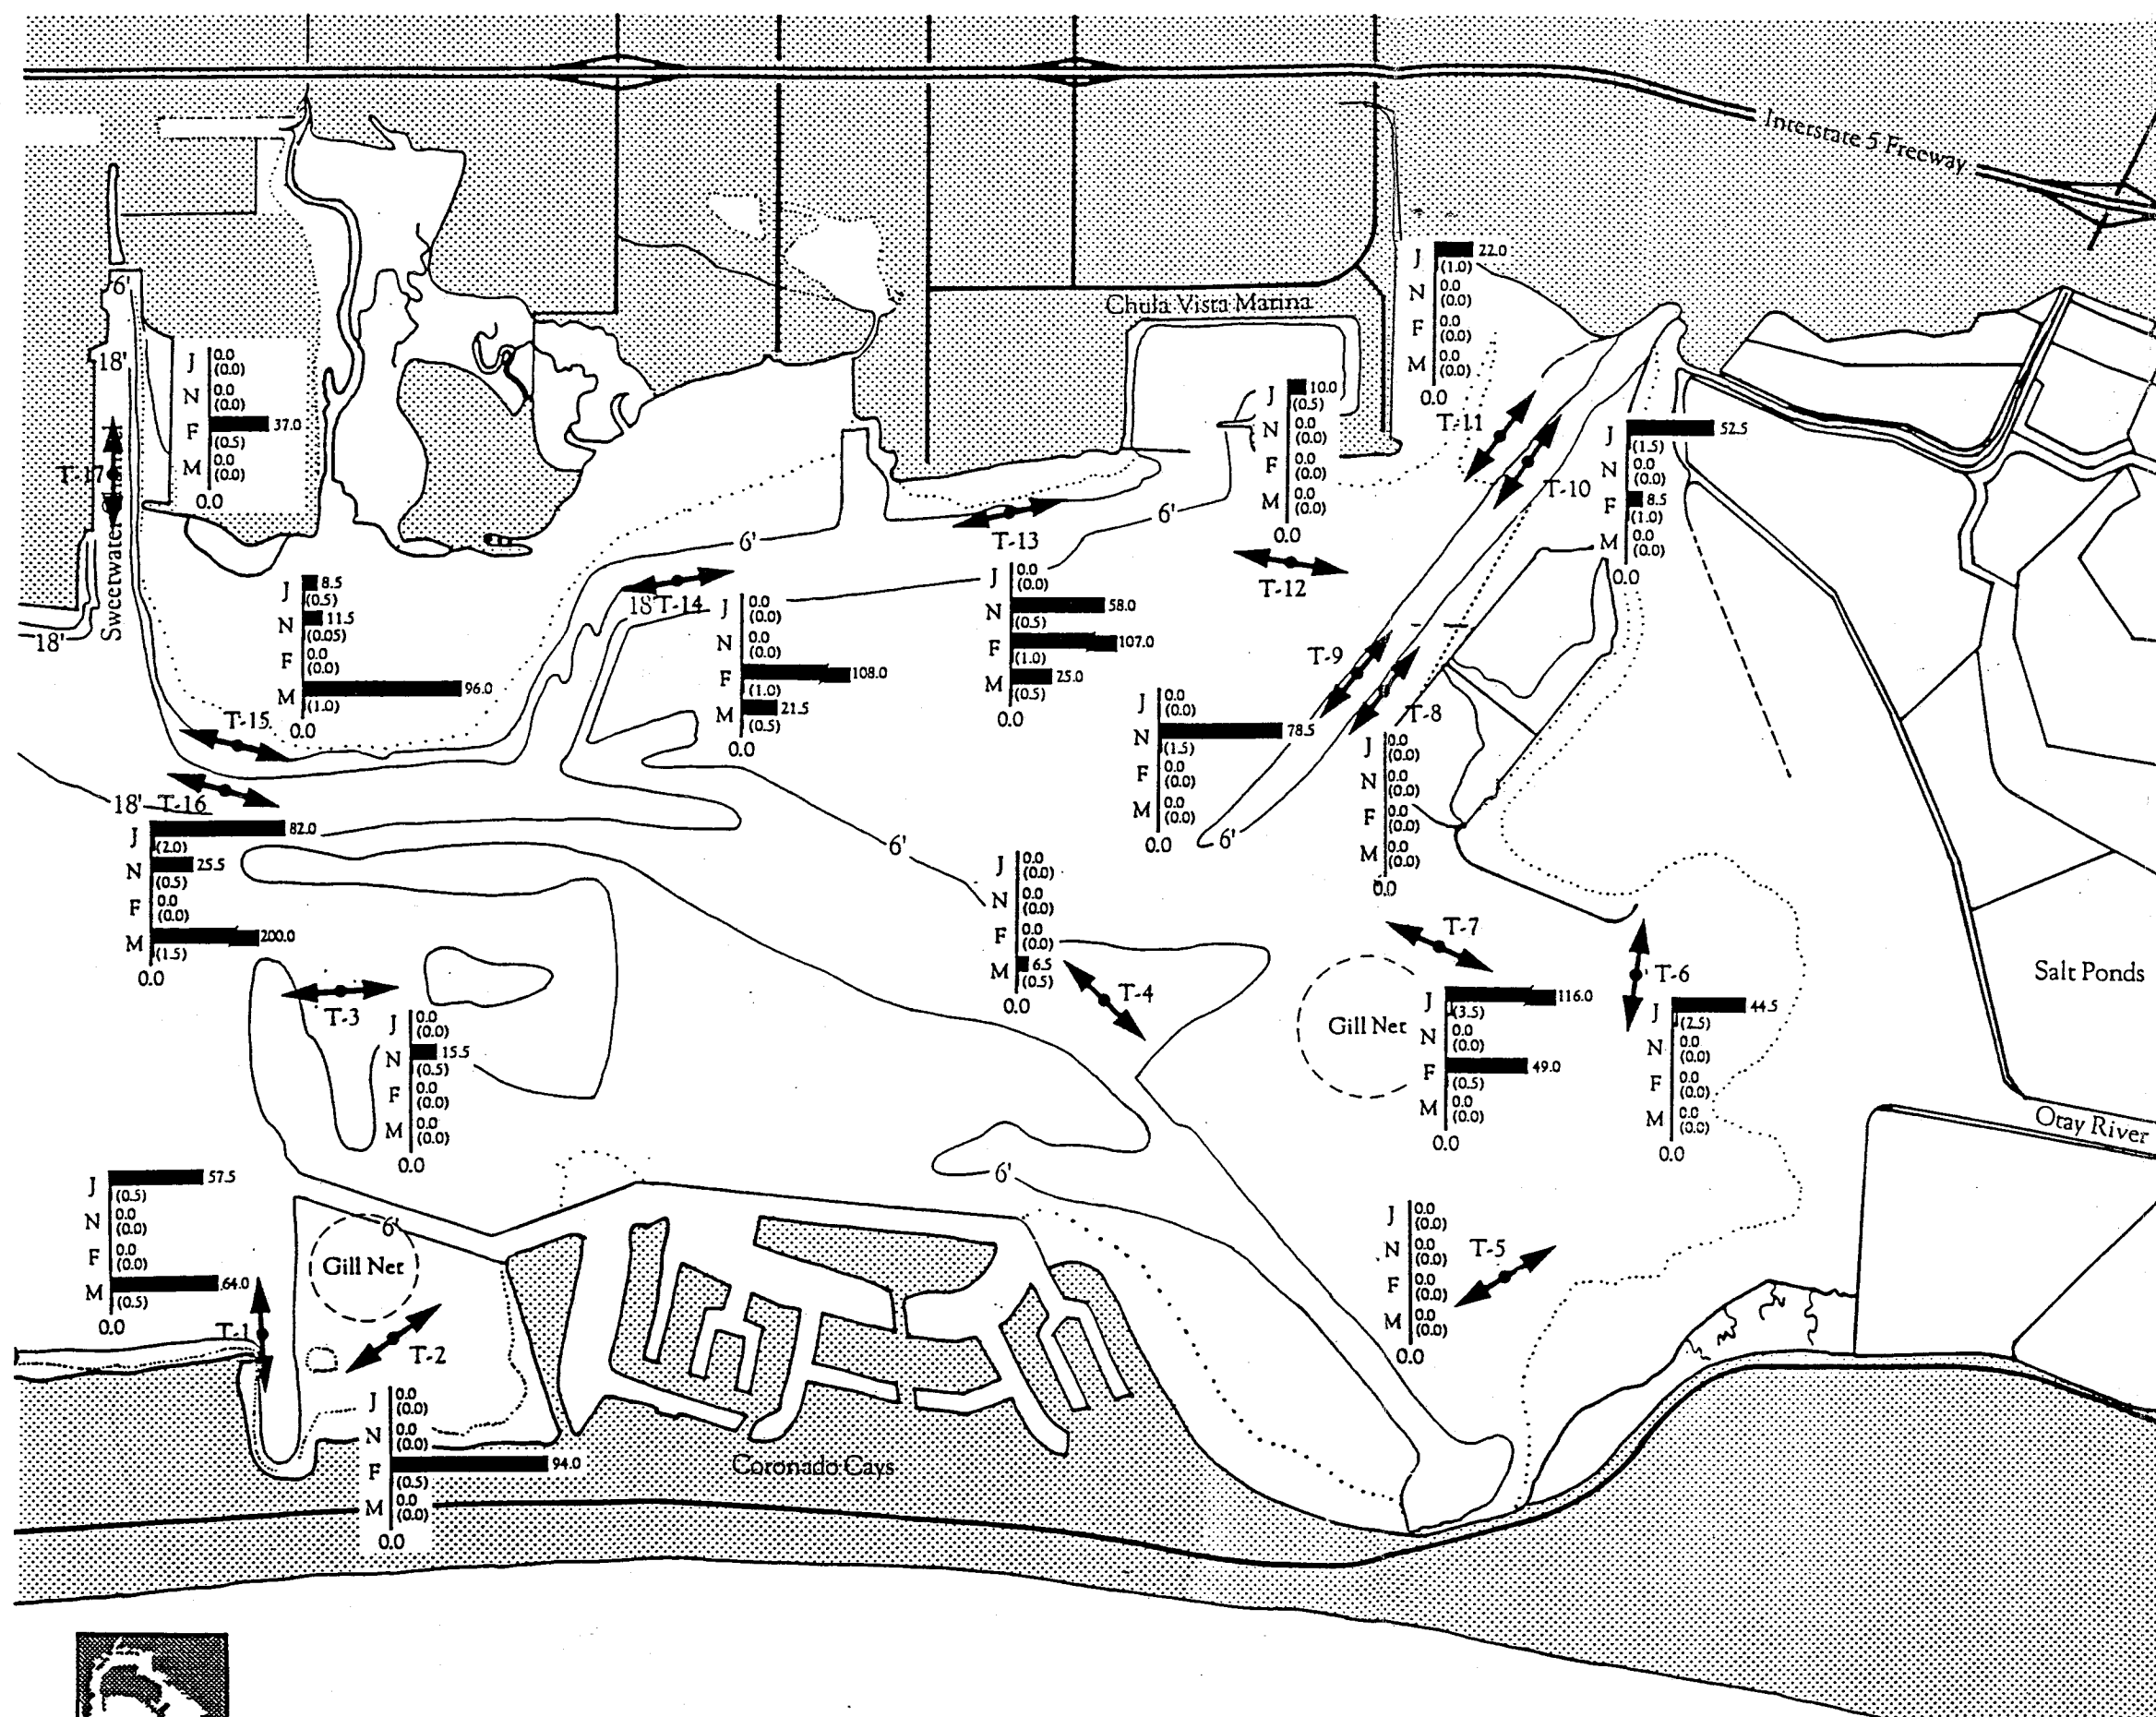 Interstate 5 Freeway
Chula Vista Marina
6'
18'
Sweetwater
18'
T-17
J 0.0 (0.0)
N 0.0 (0.0)
F 37.0 (0.5)
M 0.0 (0.0)
0.0
T-11
J 22.0 (1.0)
N 0.0 (0.0)
F 0.0 (0.0)
M 0.0 (0.0)
0.0
J 10.0 (0.5)
N 0.0 (0.0)
F 0.0 (0.0)
M 0.0 (0.0)
0.0
T-12
T-10
J 52.5 (1.5)
N 0.0 (0.0)
F 8.5 (1.0)
M 0.0 (0.0)
0.0
6'
6'
T-13
J 0.0 (0.0)
N 58.0 (0.5)
F 107.0 (1.0)
M 25.0 (0.5)
0.0
18'
T-14
J 0.0 (0.0)
N 0.0 (0.0)
F 108.0 (1.0)
M 21.5 (0.5)
0.0
J 8.5 (0.5)
N 11.5 (0.05)
F 0.0 (0.0)
M 96.0 (1.0)
0.0
T-15
T-9
J 0.0 (0.0)
N 78.5 (1.5)
F 0.0 (0.0)
M 0.0 (0.0)
0.0
6'
T-8
J 0.0 (0.0)
N 0.0 (0.0)
F 0.0 (0.0)
M 0.0 (0.0)
0.0
18'
T-16
J 82.0 (2.0)
N 25.5 (0.5)
F 0.0 (0.0)
M 200.0 (1.5)
0.0
6'
J 0.0 (0.0)
N 0.0 (0.0)
F 0.0 (0.0)
M 6.5 (0.5)
0.0
T-4
T-7
Gill Net
J 116.0 (3.5)
N 0.0 (0.0)
F 49.0 (0.5)
M 0.0 (0.0)
0.0
T-6
J 44.5 (2.5)
N 0.0 (0.0)
F 0.0 (0.0)
M 0.0 (0.0)
0.0
Salt Ponds
Otay River
T-3
J 0.0 (0.0)
N 15.5 (0.5)
F 0.0 (0.0)
M 0.0 (0.0)
0.0
6'
J 57.5 (0.5)
N 0.0 (0.0)
F 0.0 (0.0)
M 64.0 (0.5)
0.0
T-1
6'
Gill Net
T-2
J 0.0 (0.0)
N 0.0 (0.0)
F 94.0 (0.5)
M 0.0 (0.0)
0.0
J 0.0 (0.0)
N 0.0 (0.0)
F 0.0 (0.0)
M 0.0 (0.0)
0.0
T-5
Coronado Cays